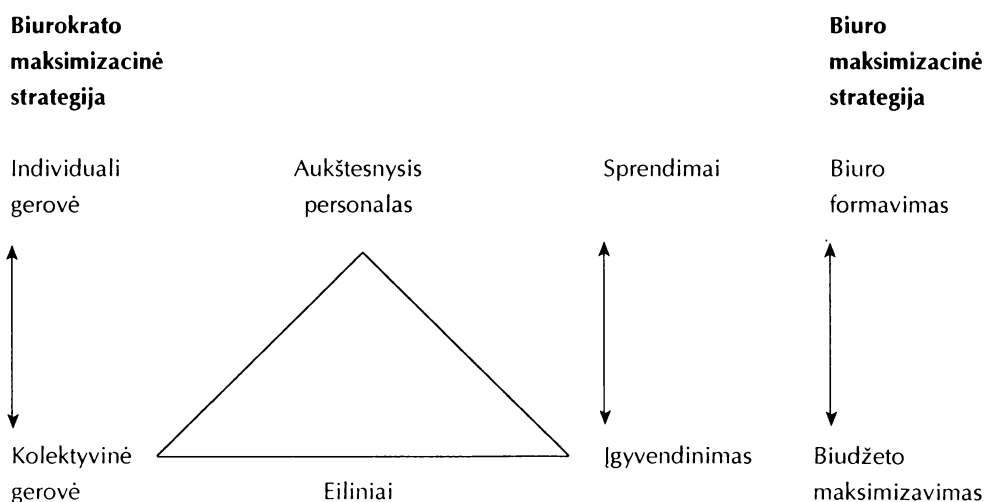 Biurokrato
maksimizacinė
strategija
Biuro
maksimizacinė
strategija
Individuali
gerovė
Aukštesnysis
personalas
Sprendimai
Biuro
formavimas
Kolektyvinė
gerovė
Eiliniai
Įgyvendinimas
Biudžeto
maksimizavimas